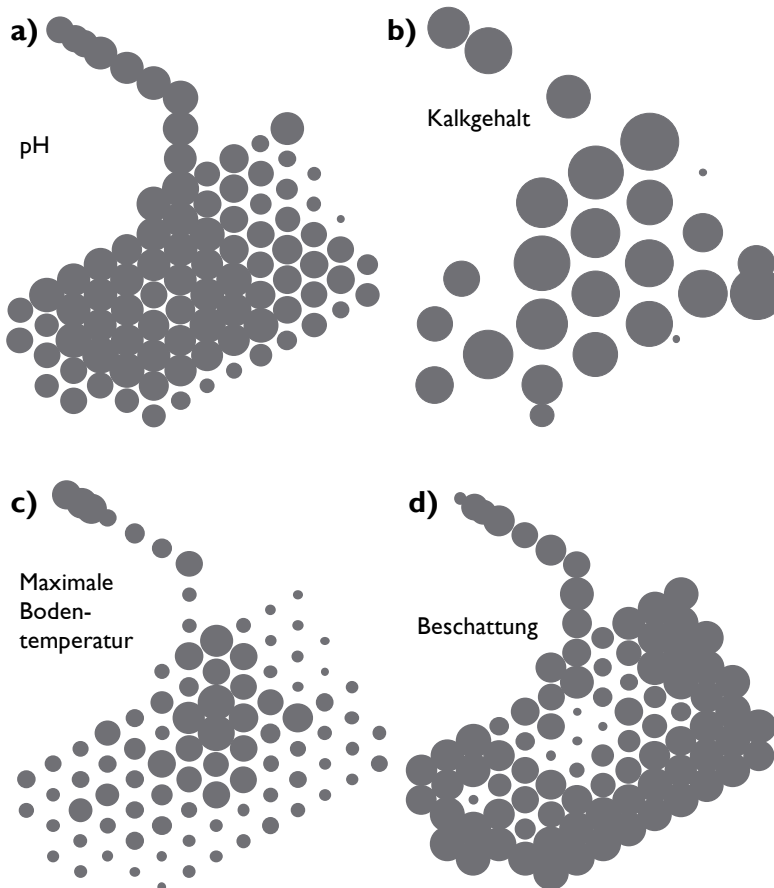 a)
pH
b)
Kalkgehalt
c)
Maximale
Boden-
temperatur
d)
Beschattung